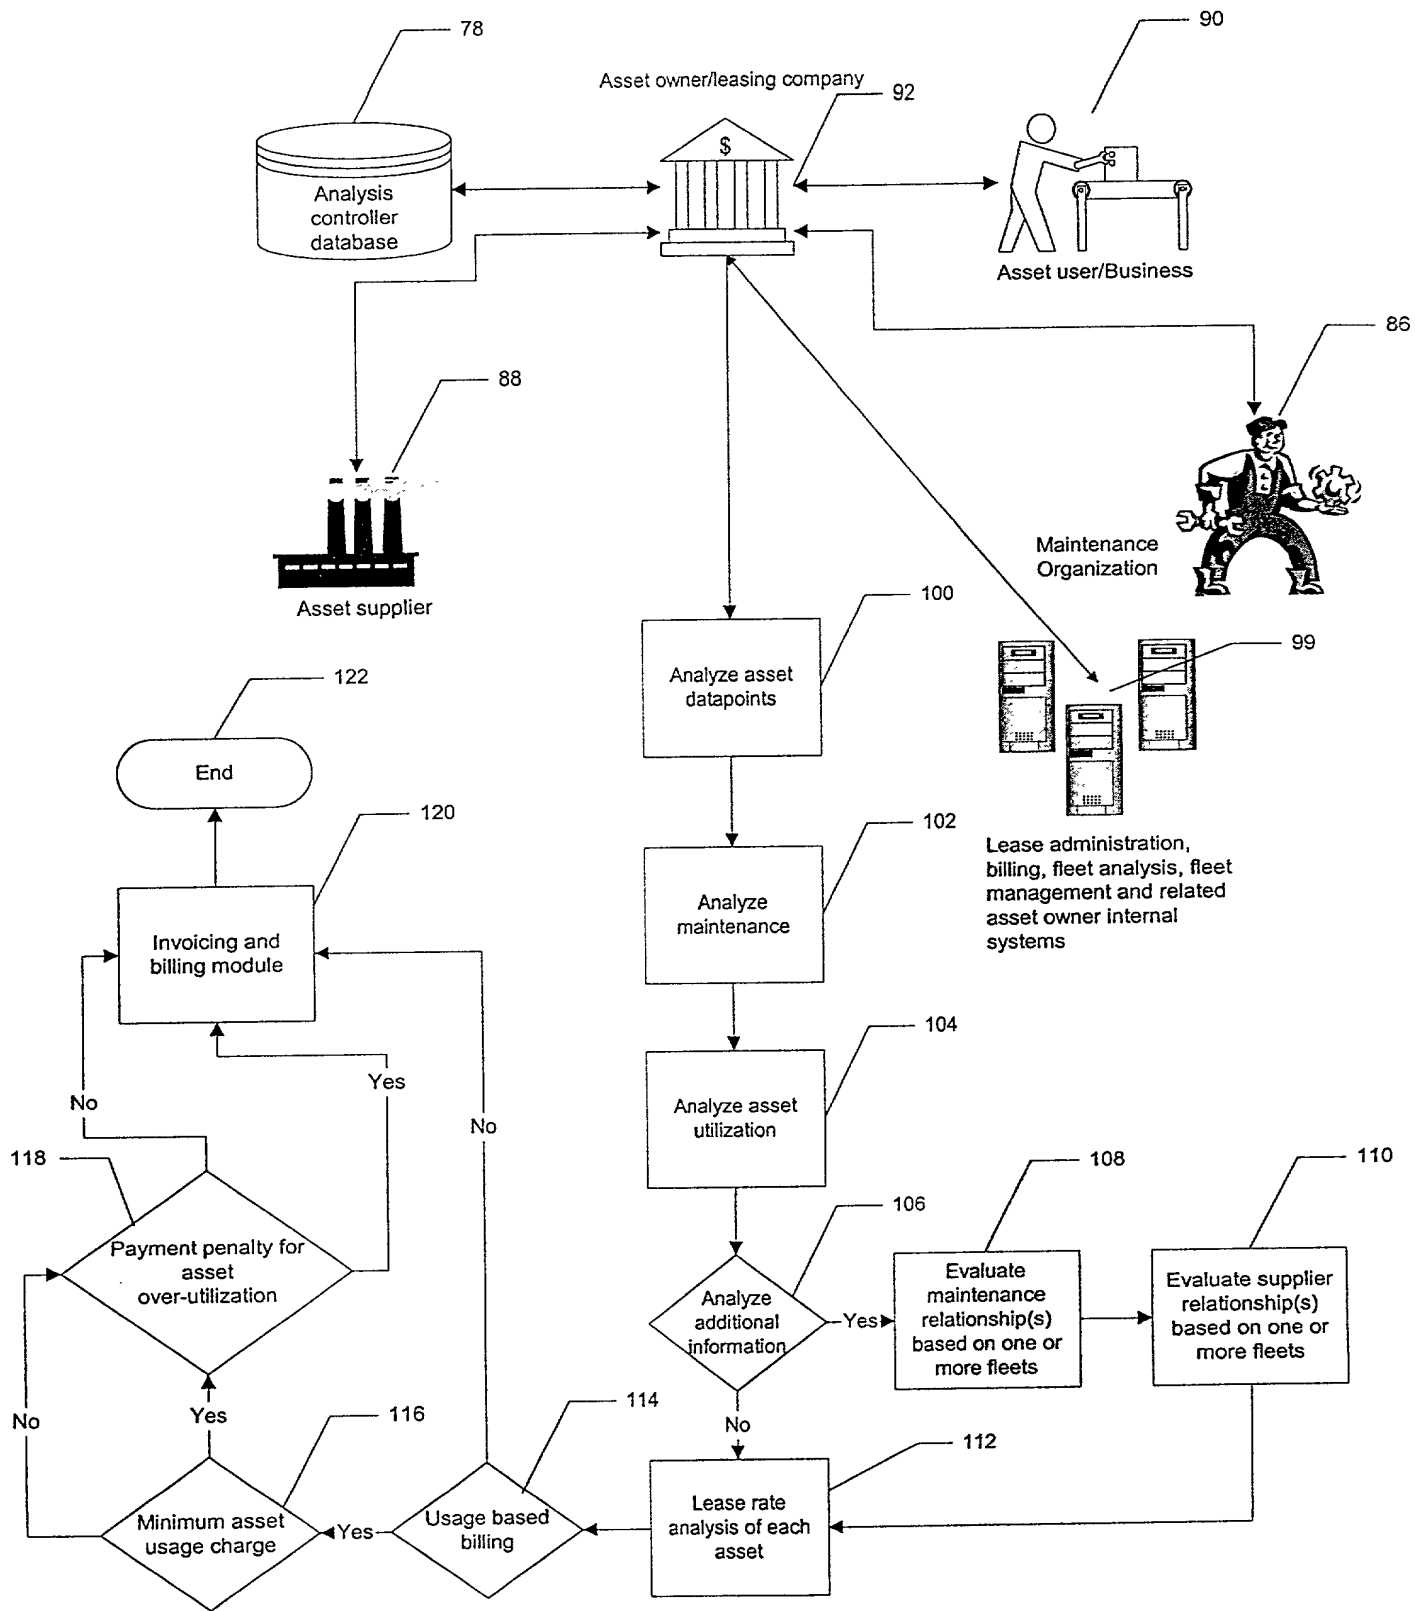 78
90
Asset owner/leasing company
92
$
Analysis
controller
database
Asset user/Business
86
88
Maintenance
Organization
Asset supplier
100
99
Analyze asset
datapoints
122
End
120
102
Lease administration,
billing, fleet analysis, fleet
management and related
asset owner internal
systems
Analyze
maintenance
Invoicing and
billing module
104
Yes
No
No
Analyze asset
utilization
118
108
110
106
Payment penalty for
asset
over-utilization
Analyze
additional
information
Yes
Evaluate
maintenance
relationship(s)
based on one or
more fleets
Evaluate supplier
relationship(s)
based on one or
more fleets
No
Yes
116
114
No
112
Minimum asset
usage charge
Yes
Usage based
billing
Lease rate
analysis of each
asset